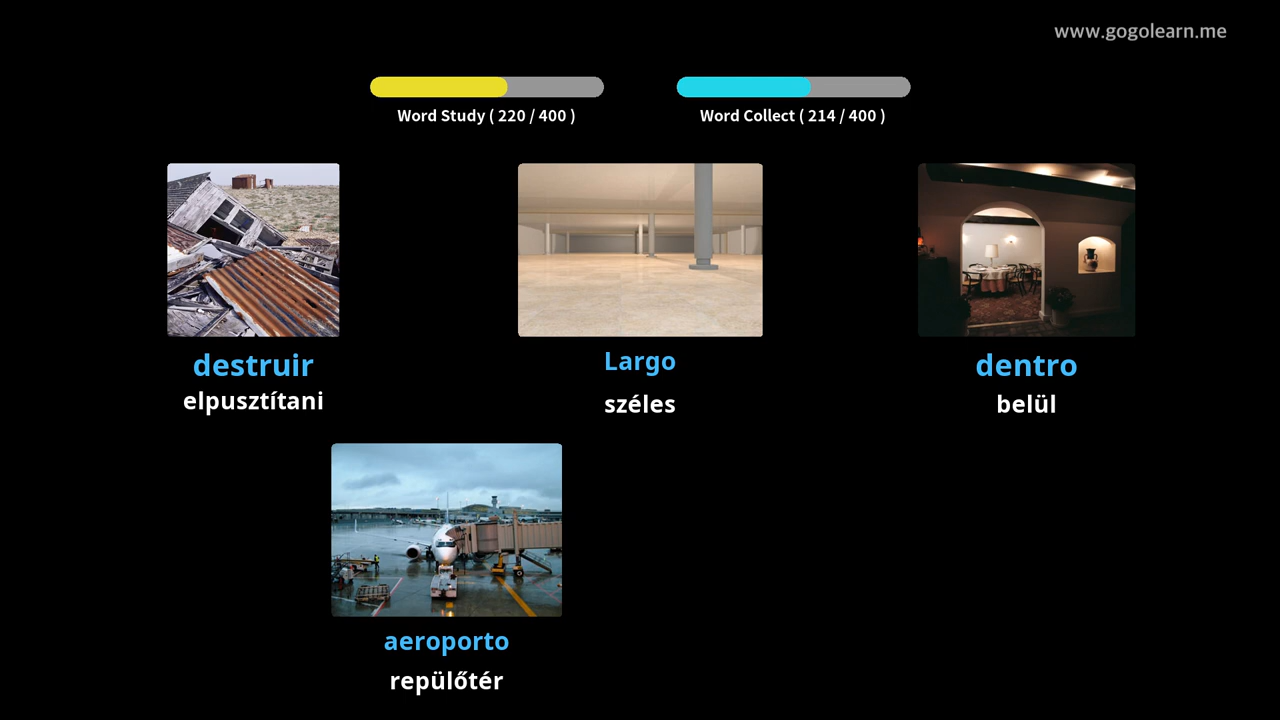 www.gogolearn.me
Word Study ( 220 / 400 )
Word Collect ( 214 / 400 )
destruir
elpusztítani
Largo
széles
dentro
belül
aeroporto
repülőtér